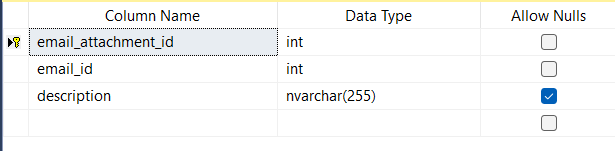 Column Name Data Type Allow Nulls
email_attachment_id int
email_id int
description nvarchar(255)